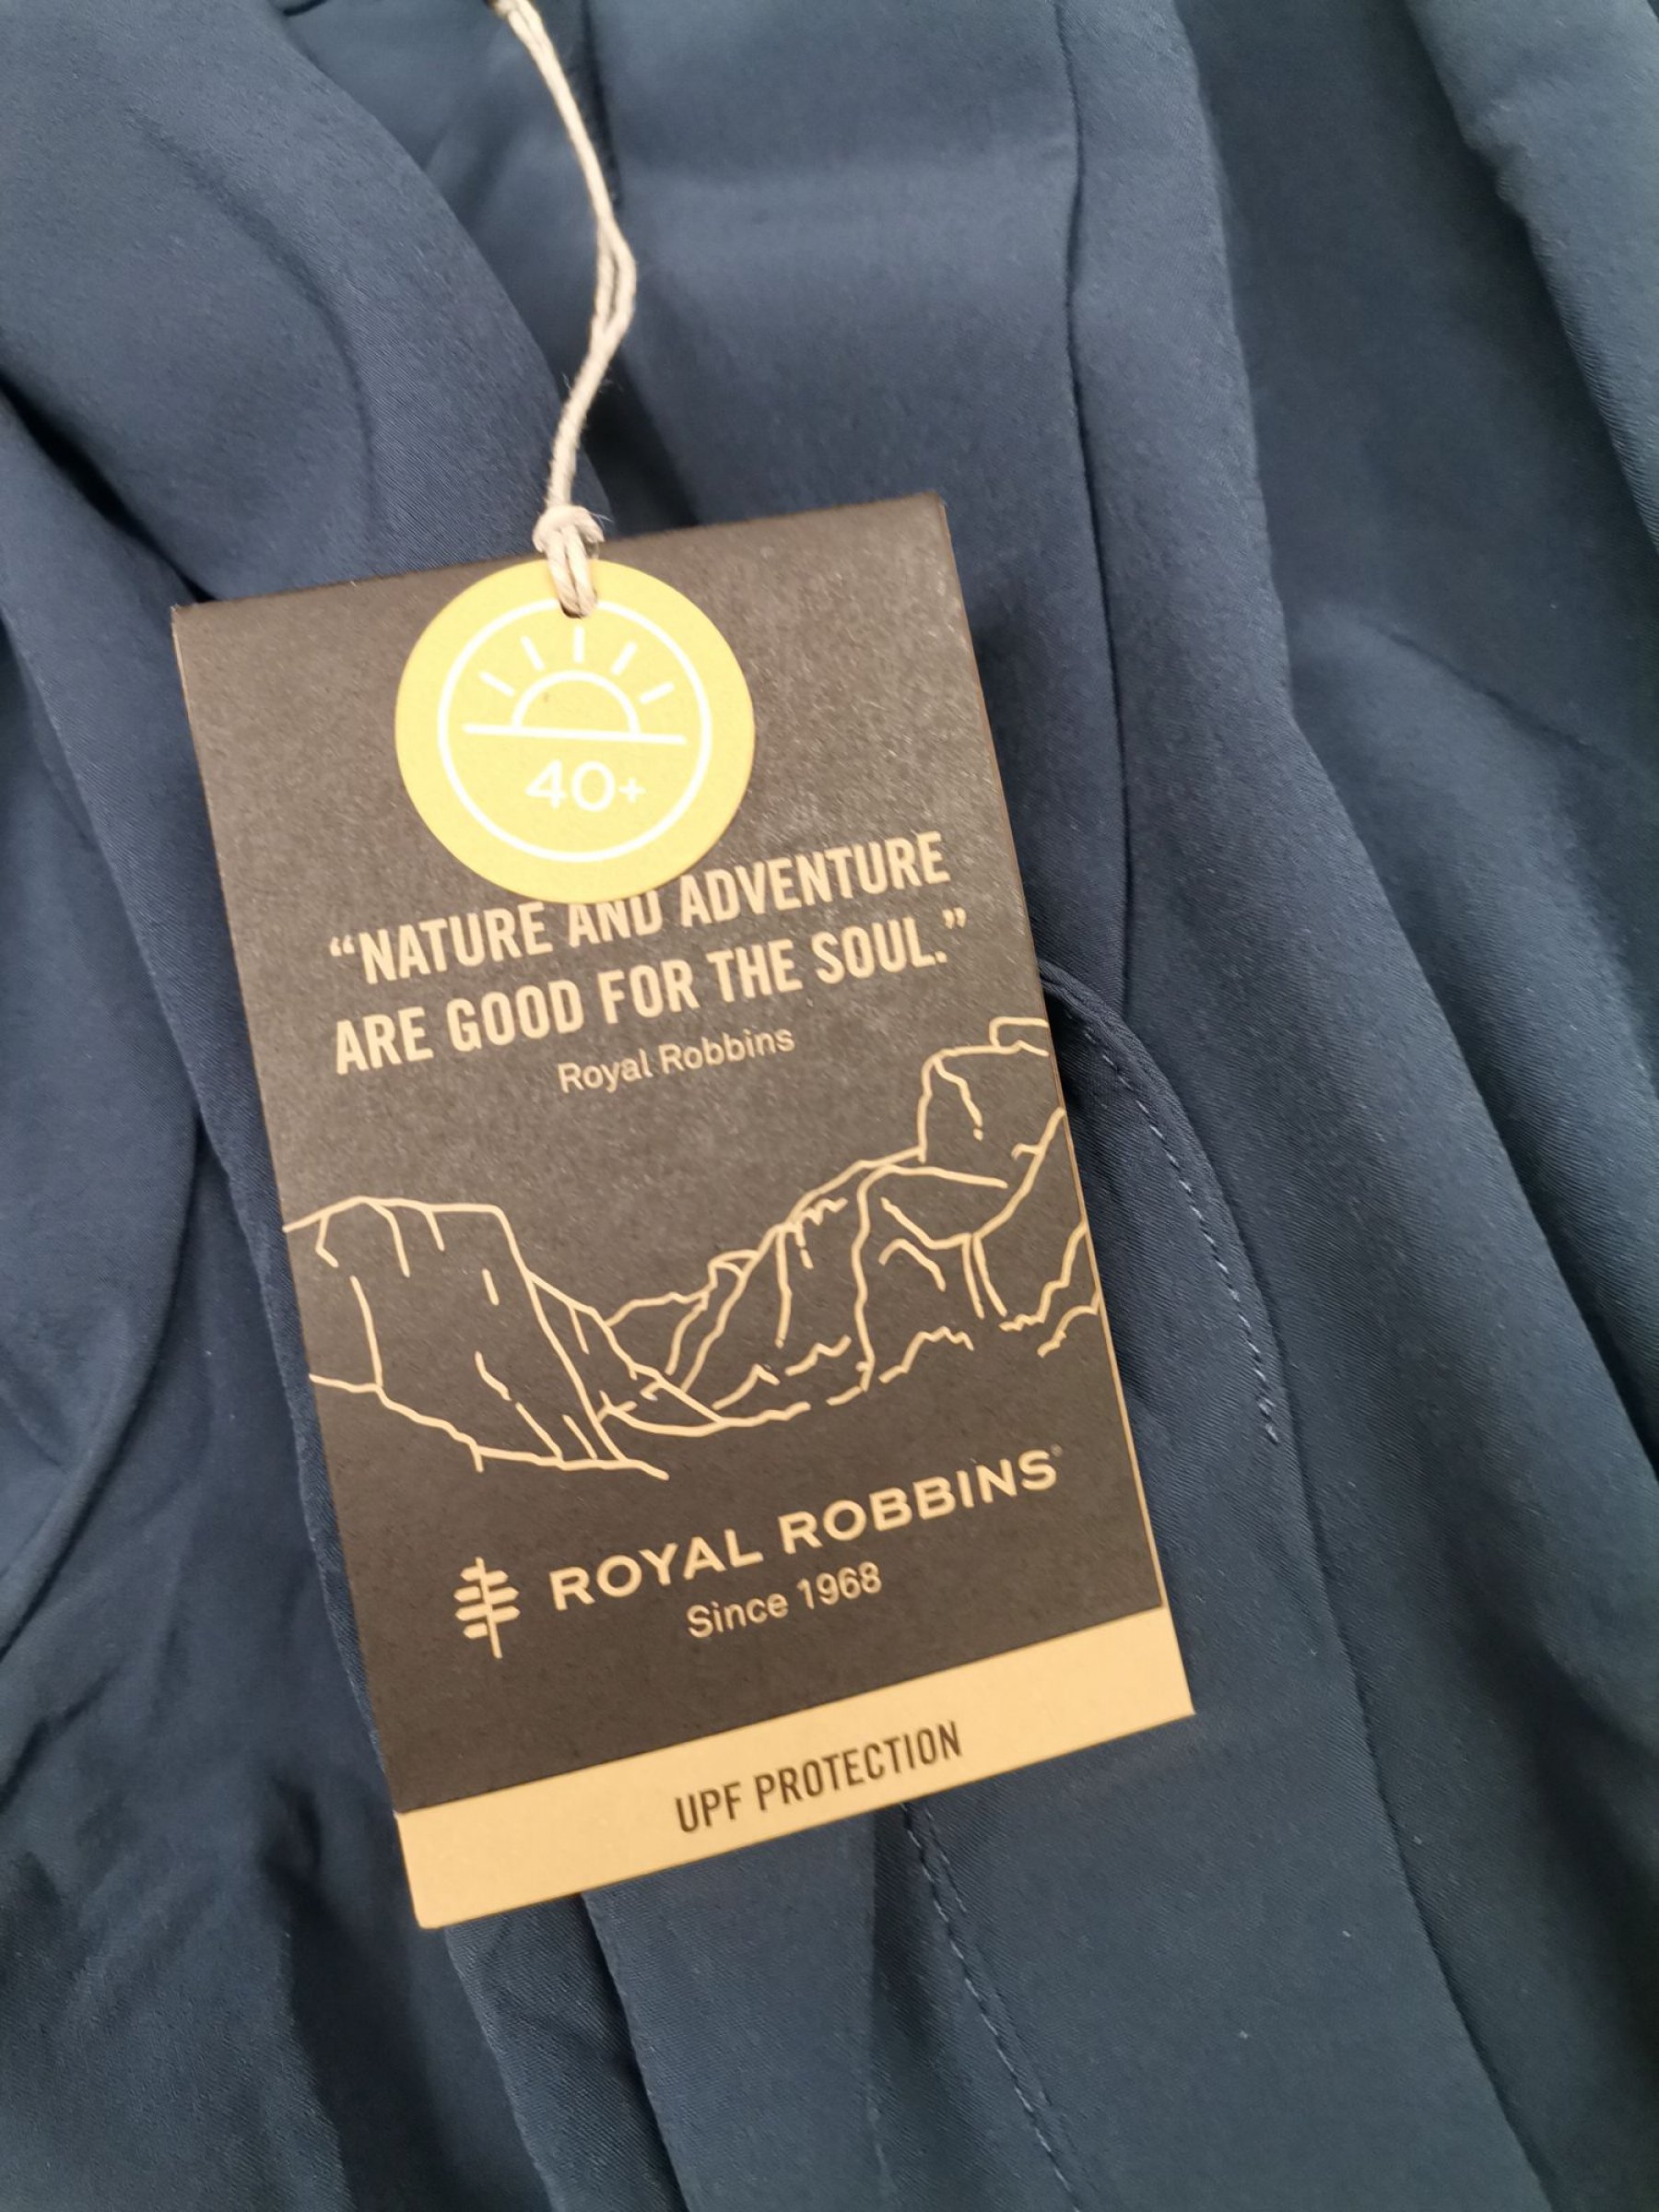 40+
“NATURE AND ADVENTURE
ARE GOOD FOR THE SOUL.”
Royal Robbins
ROYAL ROBBINS®
Since 1968
UPF PROTECTION